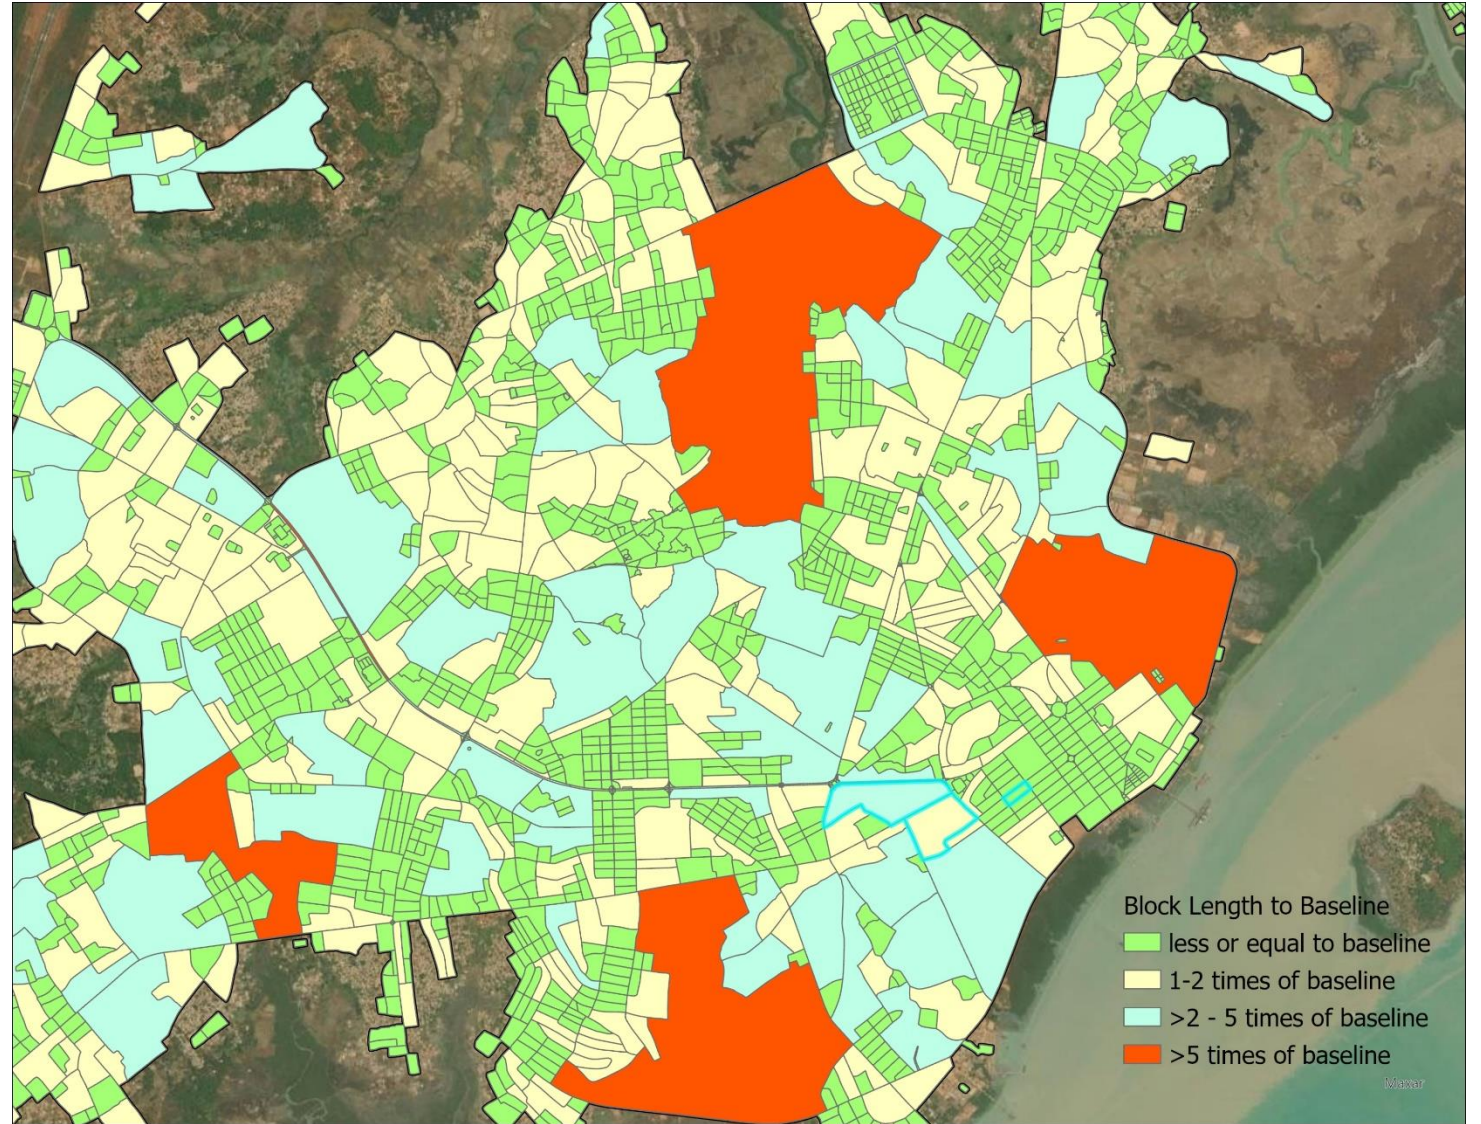 Block Length to Baseline
less or equal to baseline
1-2 times of baseline
>2 - 5 times of baseline
>5 times of baseline
Maxar